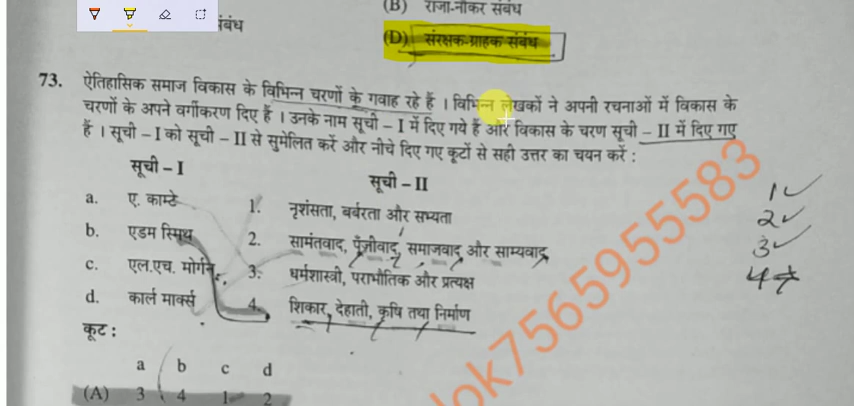 (B) राजा-नौकर संबंध
संबंध
(D) संरक्षक-ग्राहक संबंध
73. ऐतिहासिक समाज विकास के विभिन्न चरणों के गवाह रहे हैं । विभिन्न लेखकों ने अपनी रचनाओं में विकास के
चरणों के अपने वर्गीकरण दिए हैं । उनके नाम सूची – I में दिए गये हैं और विकास के चरण सूची – II में दिए गए
हैं । सूची – I को सूची – II से सुमेलित करें और नीचे दिए गए कूटों से सही उत्तर का चयन करें :
सूची – I सूची – II
a. ए. काम्टे 1. नृशंसता, बर्बरता और सभ्यता
b. एडम स्मिथ 2. सामंतवाद, पूँजीवाद, समाजवाद और साम्यवाद
c. एल.एच. मोर्गन 3. धर्मशास्त्री, पराभौतिक और प्रत्यक्ष
d. कार्ल मार्क्स 4. शिकार, देहाती, कृषि तथा निर्माण
कूट :
a b c d
(A) 3 4 1 2
1
2
3
4
ok7565955583